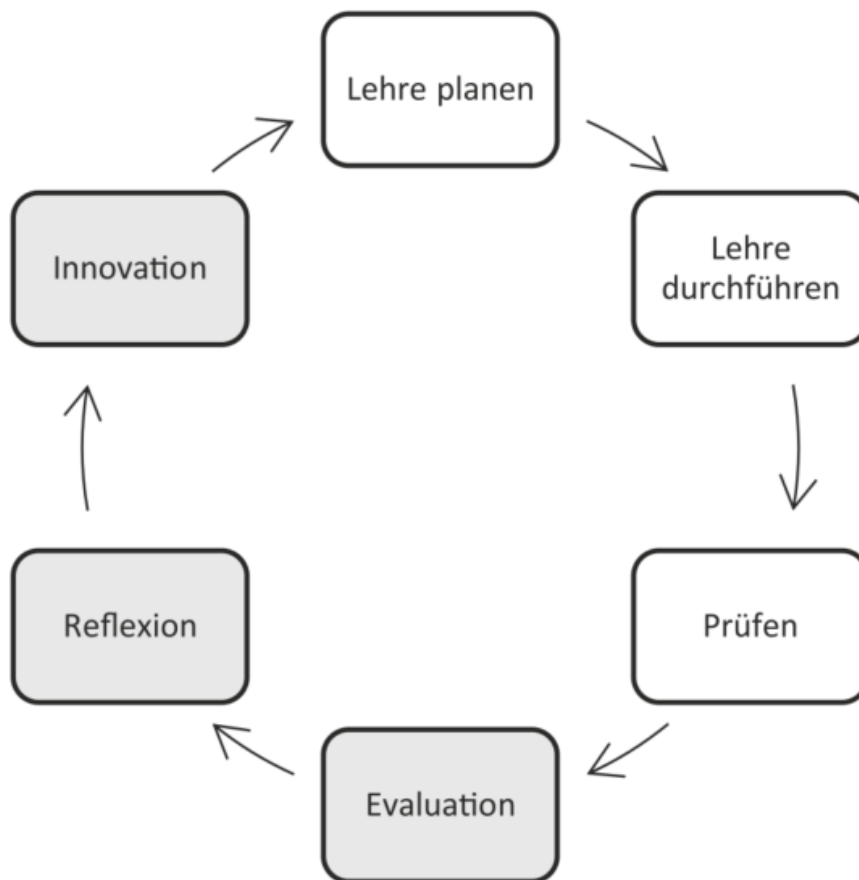 Lehre planen
Lehre
durchführen
Prüfen
Evaluation
Reflexion
Innovation